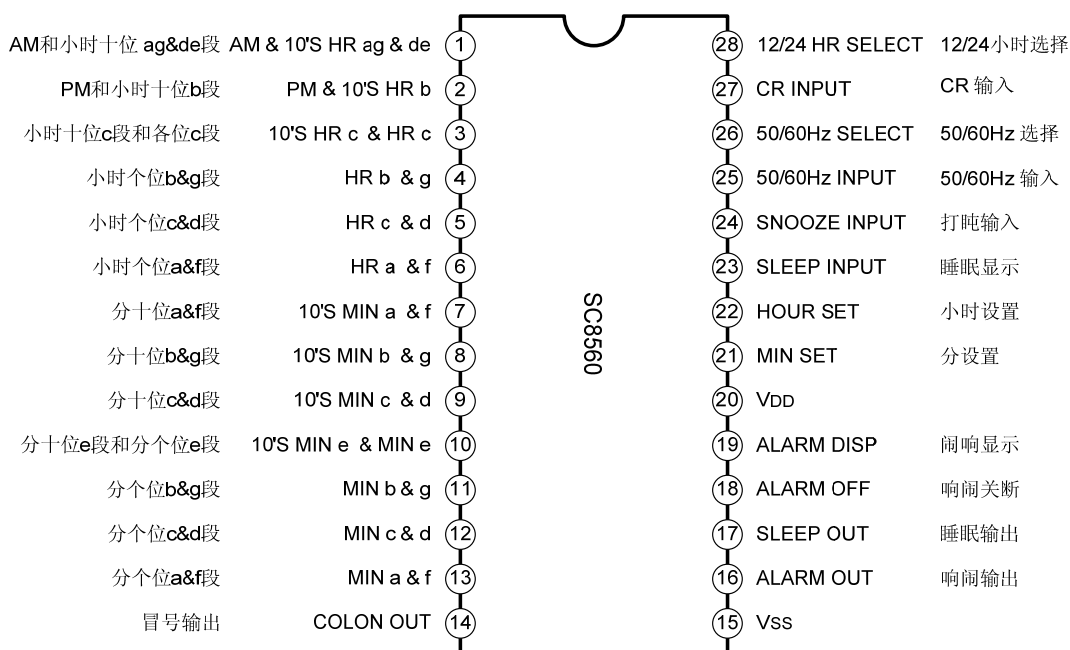 AM和小时十位 ag&de段 AM & 10'S HR ag & de 1 28 12/24 HR SELECT 12/24小时选择
PM和小时十位b段 PM & 10'S HR b 2 27 CR INPUT CR 输入
小时十位c段和各位c段 10'S HR c & HR c 3 26 50/60Hz SELECT 50/60Hz 选择
小时个位b&g段 HR b & g 4 25 50/60Hz INPUT 50/60Hz 输入
小时个位c&d段 HR c & d 5 24 SNOOZE INPUT 打盹输入
小时个位a&f段 HR a & f 6 23 SLEEP INPUT 睡眠显示
分十位a&f段 10'S MIN a & f 7 22 HOUR SET 小时设置
SC8560
分十位b&g段 10'S MIN b & g 8 21 MIN SET 分设置
分十位c&d段 10'S MIN c & d 9 20 VDD
分十位e段和分个位e段 10'S MIN e & MIN e 10 19 ALARM DISP 闹响显示
分个位b&g段 MIN b & g 11 18 ALARM OFF 响闹关断
分个位c&d段 MIN c & d 12 17 SLEEP OUT 睡眠输出
分个位a&f段 MIN a & f 13 16 ALARM OUT 响闹输出
冒号输出 COLON OUT 14 15 VSS